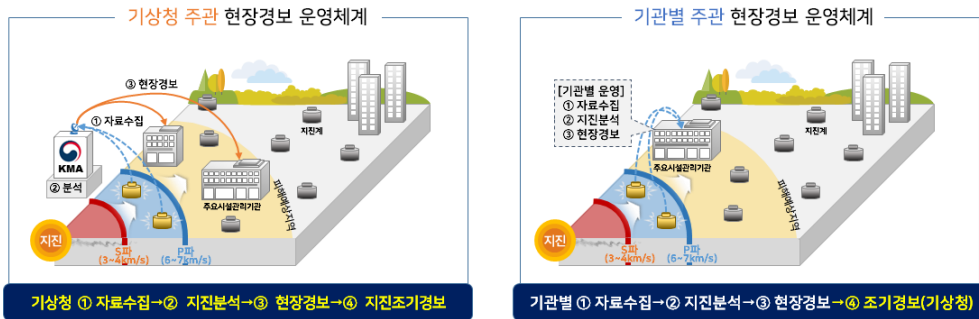 기상청 주관 현장경보 운영체계
③ 현장경보
① 자료수집
지진계
KMA
② 분석
주요시설관리기관
피해예상지역
지진
S파
(3~4km/s)
P파
(6~7km/s)
기상청 ① 자료수집→② 지진분석→③ 현장경보→④ 지진조기경보
기관별 주관 현장경보 운영체계
[기관별 운영]
① 자료수집
② 지진분석
③ 현장경보
지진계
주요시설관리기관
피해예상지역
지진
S파
(3~4km/s)
P파
(6~7km/s)
기관별 ① 자료수집→② 지진분석→③ 현장경보→④ 조기경보(기상청)